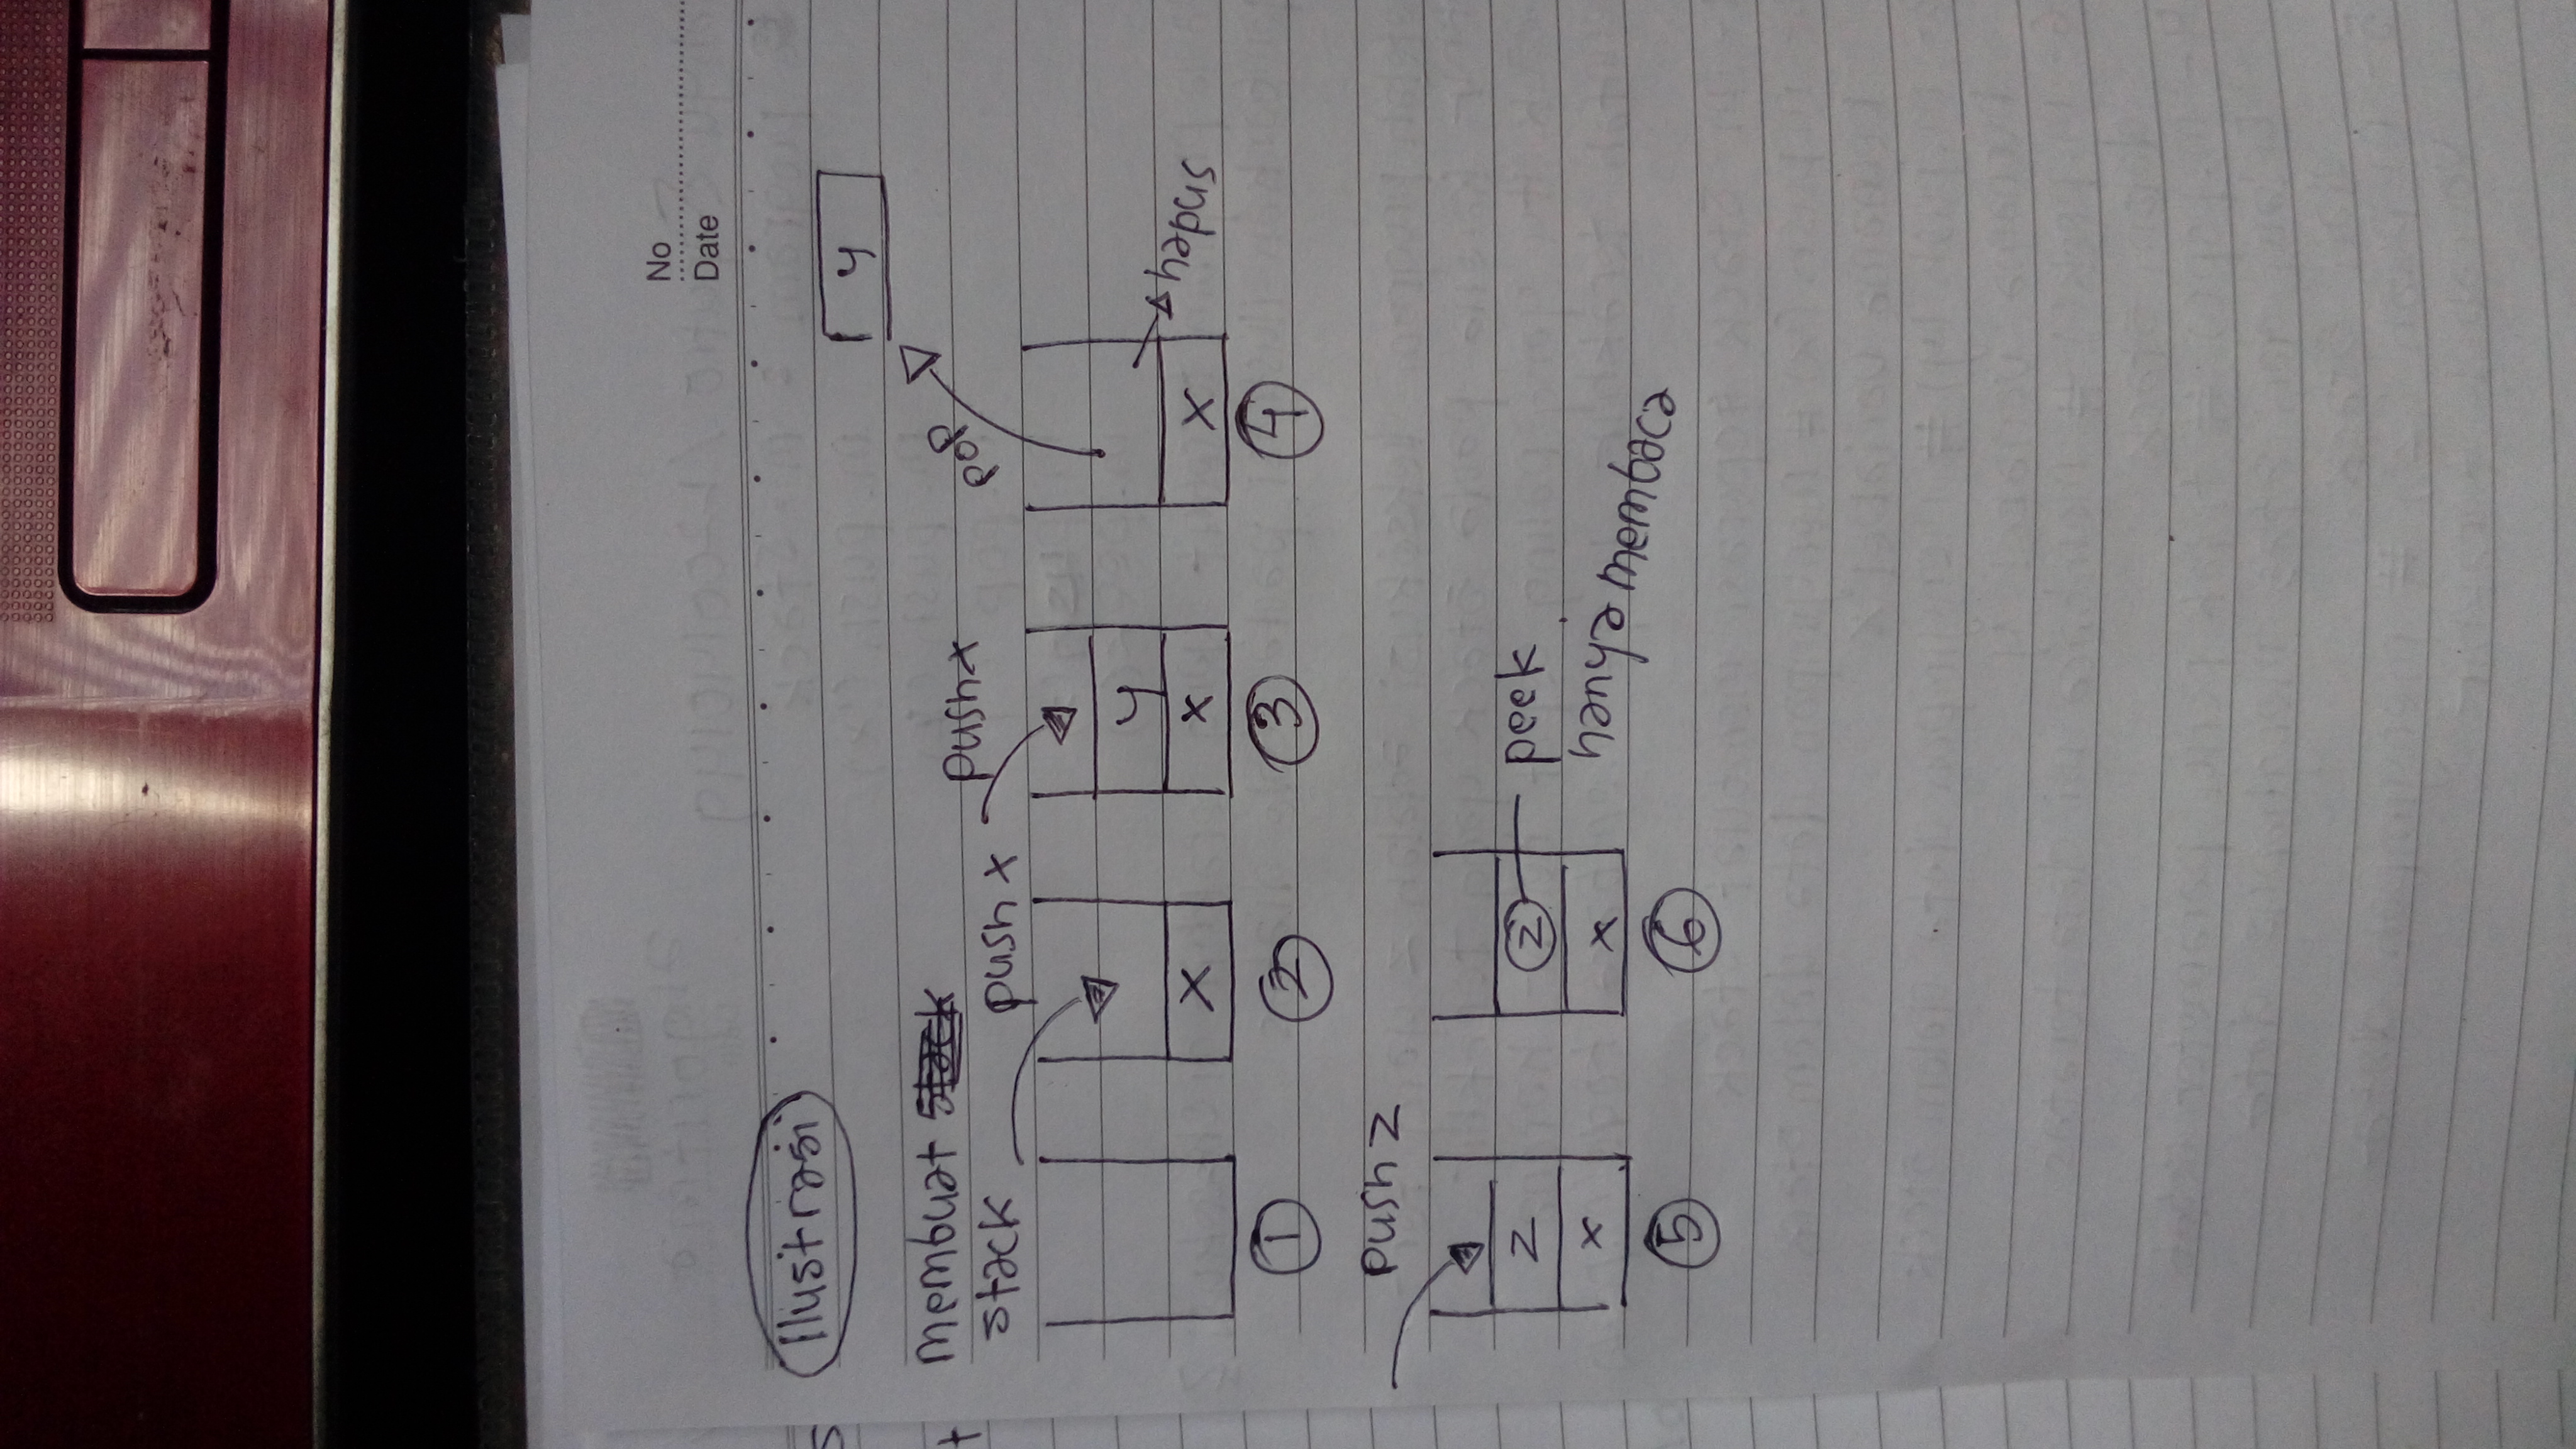 No
Date
Ilustrasi
y
membuat
stack
push x
push x
pop
y
x
x
x
hapus
1
2
3
4
push z
z
x
z
x
peek
hanya membaca
5
6